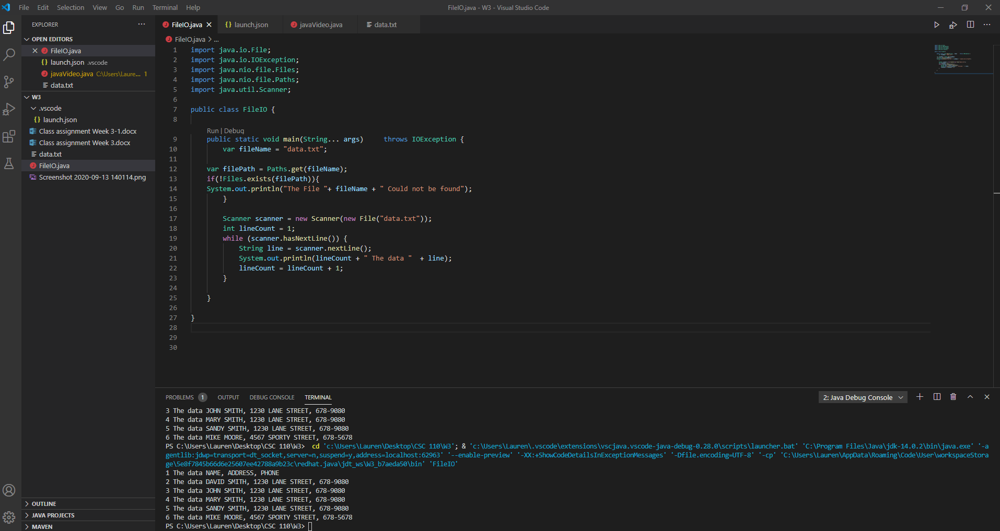 File Edit Selection View Go Run Terminal Help
FileIO.java - W3 - Visual Studio Code
EXPLORER
OPEN EDITORS
FileIO.java
launch.json .vscode
javaVideo.java C:\Users\Laure... 1
data.txt
W3
.vscode
launch.json
Class assignment Week 3-1.docx
Class assignment Week 3.docx
data.txt
FileIO.java
Screenshot 2020-09-13 140114.png
OUTLINE
JAVA PROJECTS
MAVEN
FileIO.java launch.json javaVideo.java data.txt
FileIO.java > ...
1 import java.io.File;
2 import java.io.IOException;
3 import java.nio.file.Files;
4 import java.nio.file.Paths;
5 import java.util.Scanner;
6
7 public class FileIO {
8
Run | Debug
9 public static void main(String... args) throws IOException {
10 var fileName = "data.txt";
11
12 var filePath = Paths.get(fileName);
13 if(!Files.exists(filePath)){
14 System.out.println("The File "+ fileName + " Could not be found");
15 }
16
17 Scanner scanner = new Scanner(new File("data.txt"));
18 int lineCount = 1;
19 while (scanner.hasNextLine()) {
20 String line = scanner.nextLine();
21 System.out.println(lineCount + " The data " + line);
22 lineCount = lineCount + 1;
23 }
24
25 }
26
27 }
28
29
30
PROBLEMS 1 OUTPUT DEBUG CONSOLE TERMINAL
2: Java Debug Console
3 The data JOHN SMITH, 1230 LANE STREET, 678-9080
4 The data MARY SMITH, 1230 LANE STREET, 678-9080
5 The data SANDY SMITH, 1230 LANE STREET, 678-9080
6 The data MIKE MOORE, 4567 SPORTY STREET, 678-5678
PS C:\Users\Lauren\Desktop\CSC 110\W3> cd 'c:\Users\Lauren\Desktop\CSC 110\W3'; & 'c:\Users\Lauren\.vscode\extensions\vscjava.vscode-java-debug-0.28.0\scripts\launcher.bat' 'C:\Program Files\Java\jdk-14.0.2\bin\java.exe' '-a
gentlib:jdwp=transport=dt_socket,server=n,suspend=y,address=localhost:62963' '--enable-preview' '-XX:+ShowCodeDetailsInExceptionMessages' '-Dfile.encoding=UTF-8' '-cp' 'C:\Users\Lauren\AppData\Roaming\Code\User\workspaceStora
ge\5e8f7845b66d6e25607ee42788a9b23c\redhat.java\jdt_ws\W3_b7aeda50\bin' 'FileIO'
1 The data NAME, ADDRESS, PHONE
2 The data DAVID SMITH, 1230 LANE STREET, 678-9080
3 The data JOHN SMITH, 1230 LANE STREET, 678-9080
4 The data MARY SMITH, 1230 LANE STREET, 678-9080
5 The data SANDY SMITH, 1230 LANE STREET, 678-9080
6 The data MIKE MOORE, 4567 SPORTY STREET, 678-5678
PS C:\Users\Lauren\Desktop\CSC 110\W3>